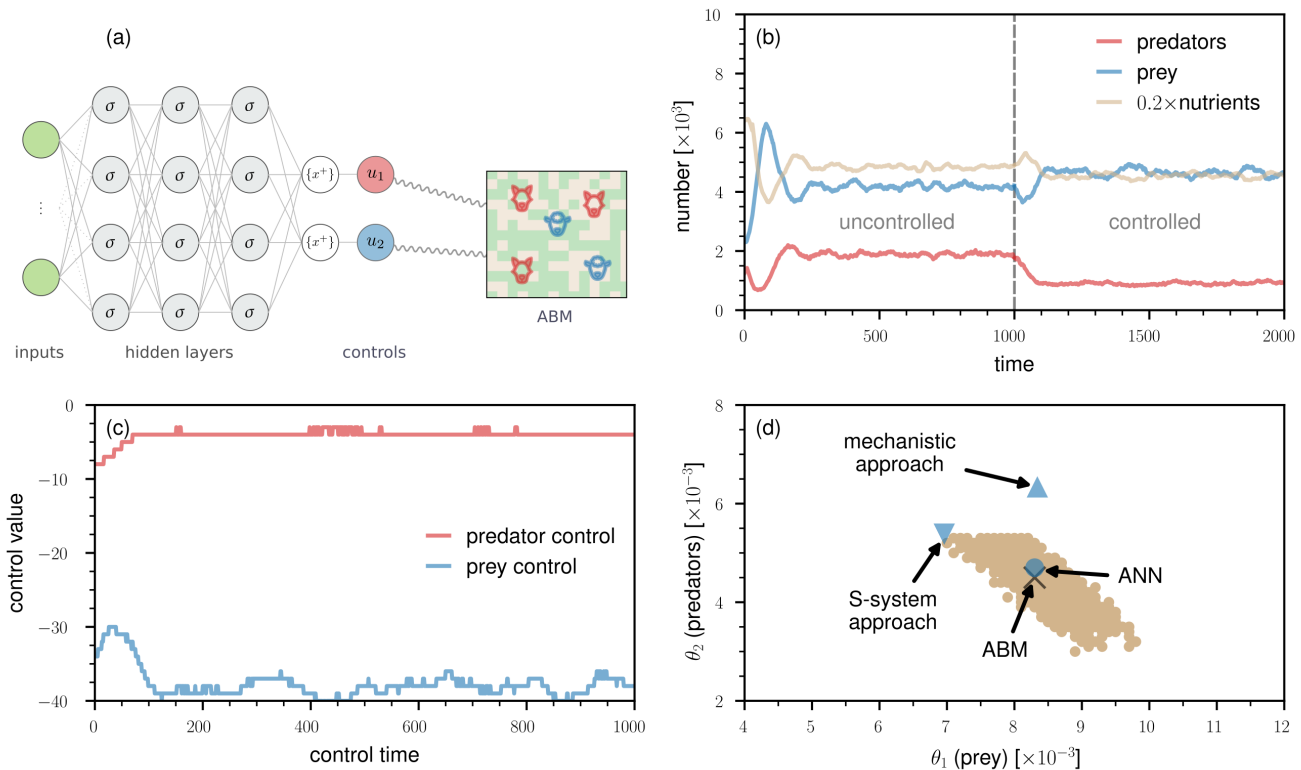 (a)
σ σ σ
σ σ σ
{x⁺} u₁
...
σ σ σ
{x⁺} u₂
σ σ σ
ABM
inputs hidden layers controls
(b)
predators
prey
0.2×nutrients
uncontrolled controlled
number [×10³]
10
8
6
4
2
0
0 500 1000 1500 2000
time
(c)
predator control
prey control
control value
0
−10
−20
−30
−40
0 200 400 600 800 1000
control time
(d)
mechanistic
approach
ANN
S-system
approach
ABM
θ₂ (predators) [×10⁻³]
8
6
4
2
4 5 6 7 8 9 10 11 12
θ₁ (prey) [×10⁻³]